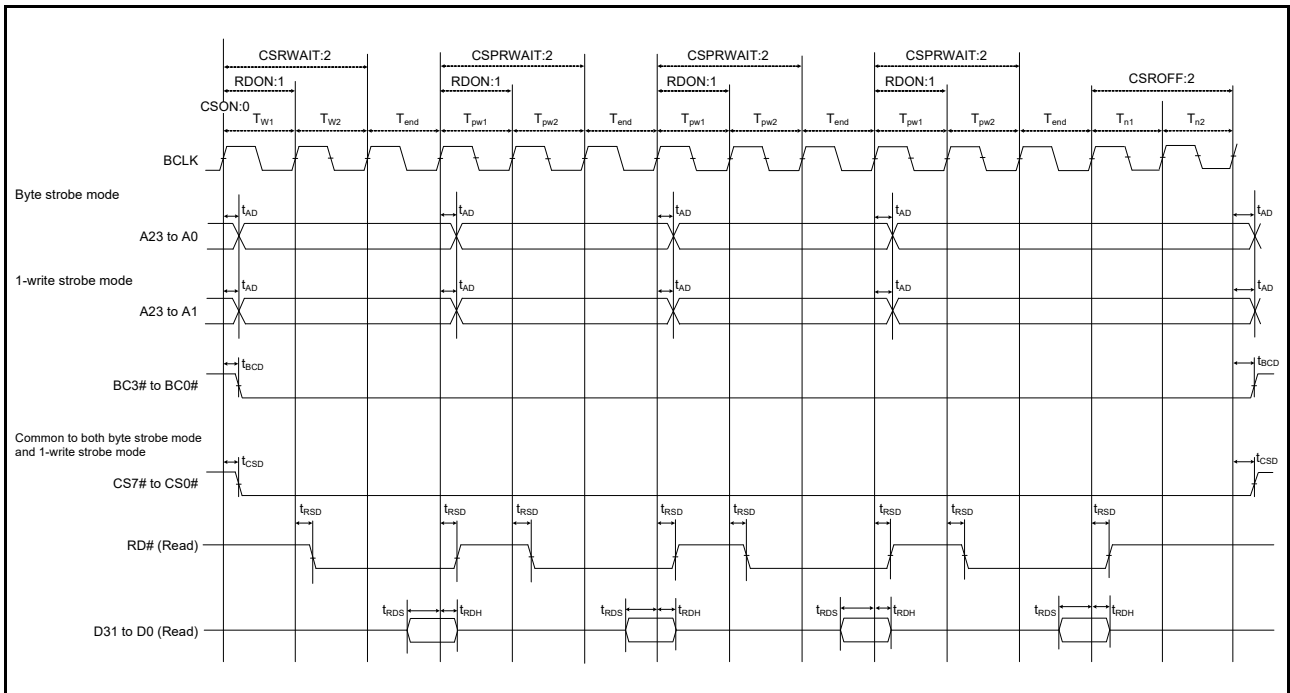 CSRWAIT:2 CSPRWAIT:2 CSPRWAIT:2 CSPRWAIT:2
RDON:1 RDON:1 RDON:1 RDON:1 CSROFF:2
CSON:0
TW1 TW2 Tend Tpw1 Tpw2 Tend Tpw1 Tpw2 Tend Tpw1 Tpw2 Tend Tn1 Tn2
BCLK
Byte strobe mode
tAD tAD tAD tAD tAD
A23 to A0
1-write strobe mode
tAD tAD tAD tAD tAD
A23 to A1
tBCD tBCD
BC3# to BC0#
Common to both byte strobe mode
and 1-write strobe mode
tCSD tCSD
CS7# to CS0#
tRSD tRSD tRSD tRSD tRSD tRSD tRSD tRSD
RD# (Read)
tRDS tRDH tRDS tRDH tRDS tRDH tRDS tRDH
D31 to D0 (Read)